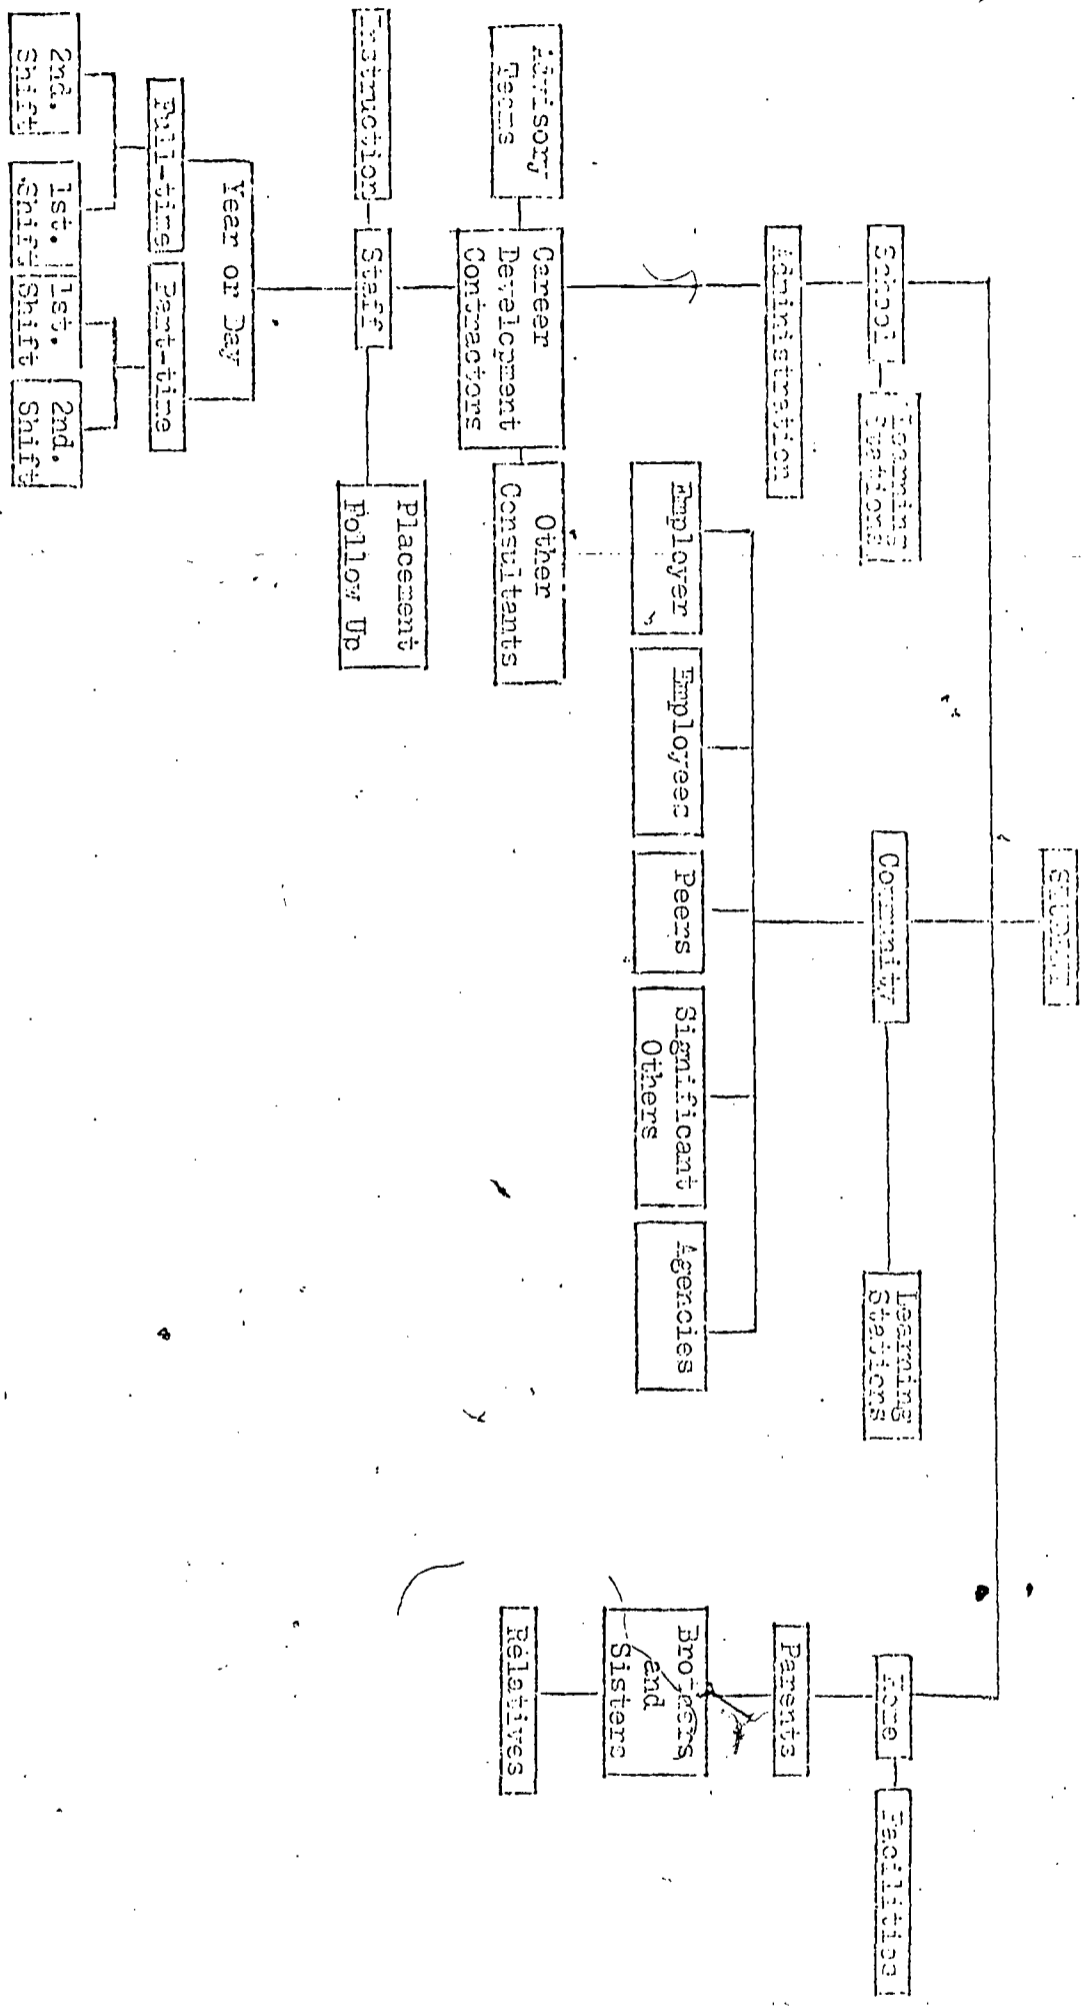 STUDENT
School
Learning
Stations
Community
Learning
Stations
Home
Facilities
Administration
Parents
Employer
Employees
Peers
Significant
Others
Agencies
Brothers
and
Sisters
Advisory
Teams
Career
Development
Contractors
Other
Consultants
Relatives
Instruction
Staff
Placement
Follow Up
Year or Day
Full-time
Part-time
2nd.
Shift
1st.
Shift
1st.
Shift
2nd.
Shift